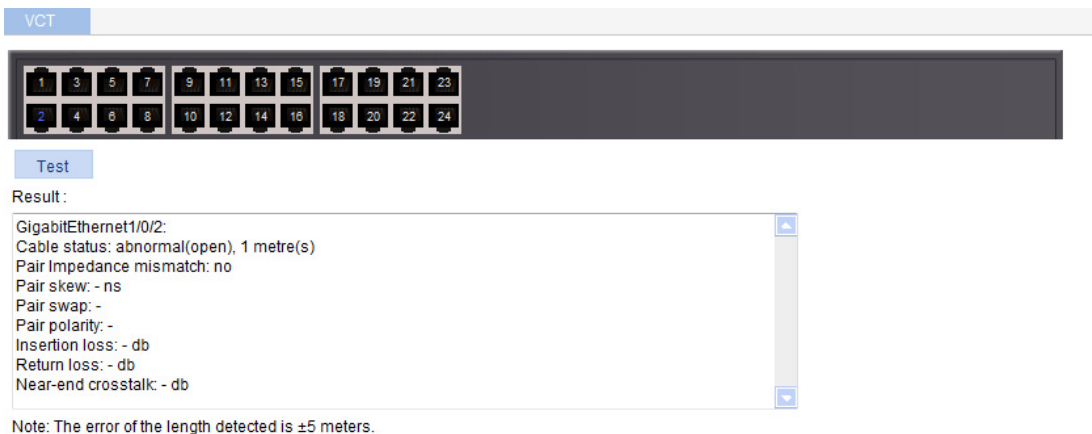 VCT
1 3 5 7 9 11 13 15 17 19 21 23
2 4 6 8 10 12 14 16 18 20 22 24
Test
Result :
GigabitEthernet1/0/2:
Cable status: abnormal(open), 1 metre(s)
Pair Impedance mismatch: no
Pair skew: - ns
Pair swap: -
Pair polarity: -
Insertion loss: - db
Return loss: - db
Near-end crosstalk: - db
Note: The error of the length detected is ±5 meters.